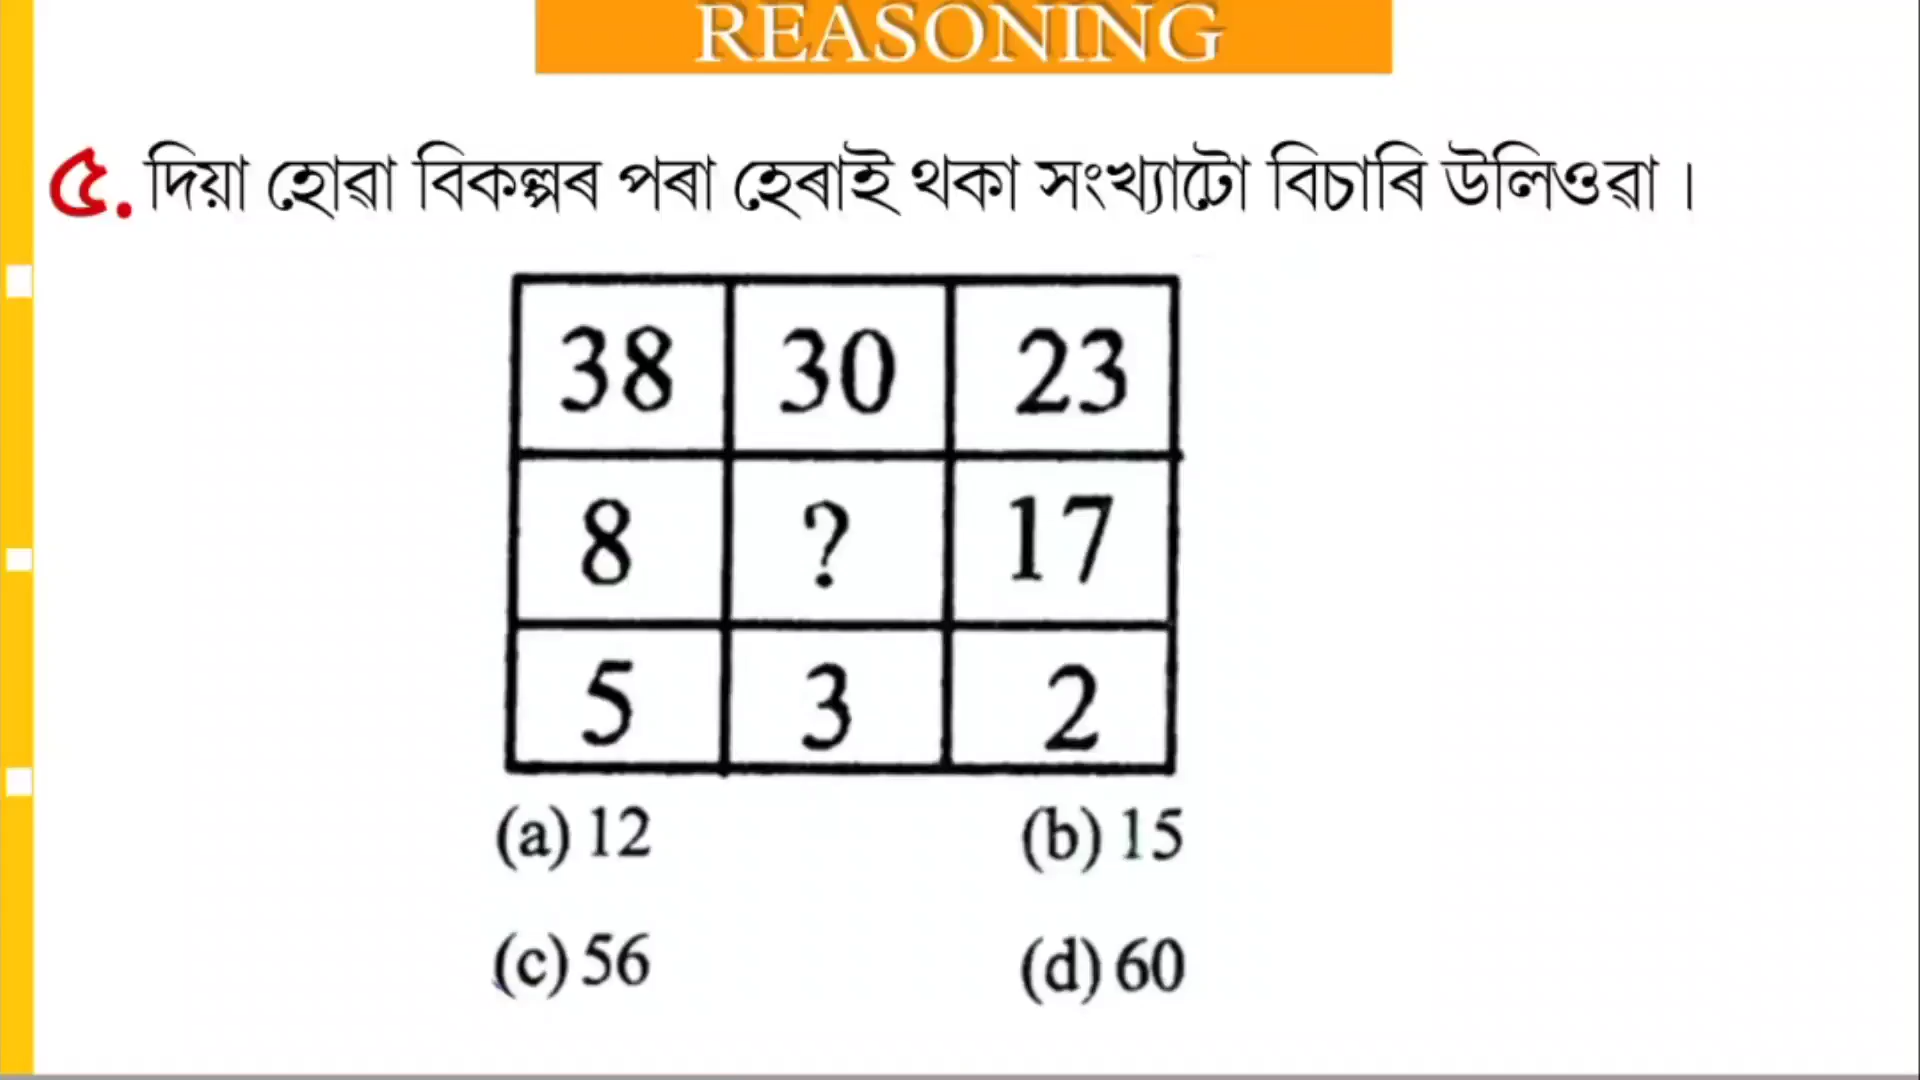 REASONING
৫. দিয়া হোৱা বিকল্পৰ পৰা হেৰাই থকা সংখ্যাটো বিচাৰি উলিওৱা ।
38 30 23
8 ? 17
5 3 2
(a) 12 (b) 15
(c) 56 (d) 60